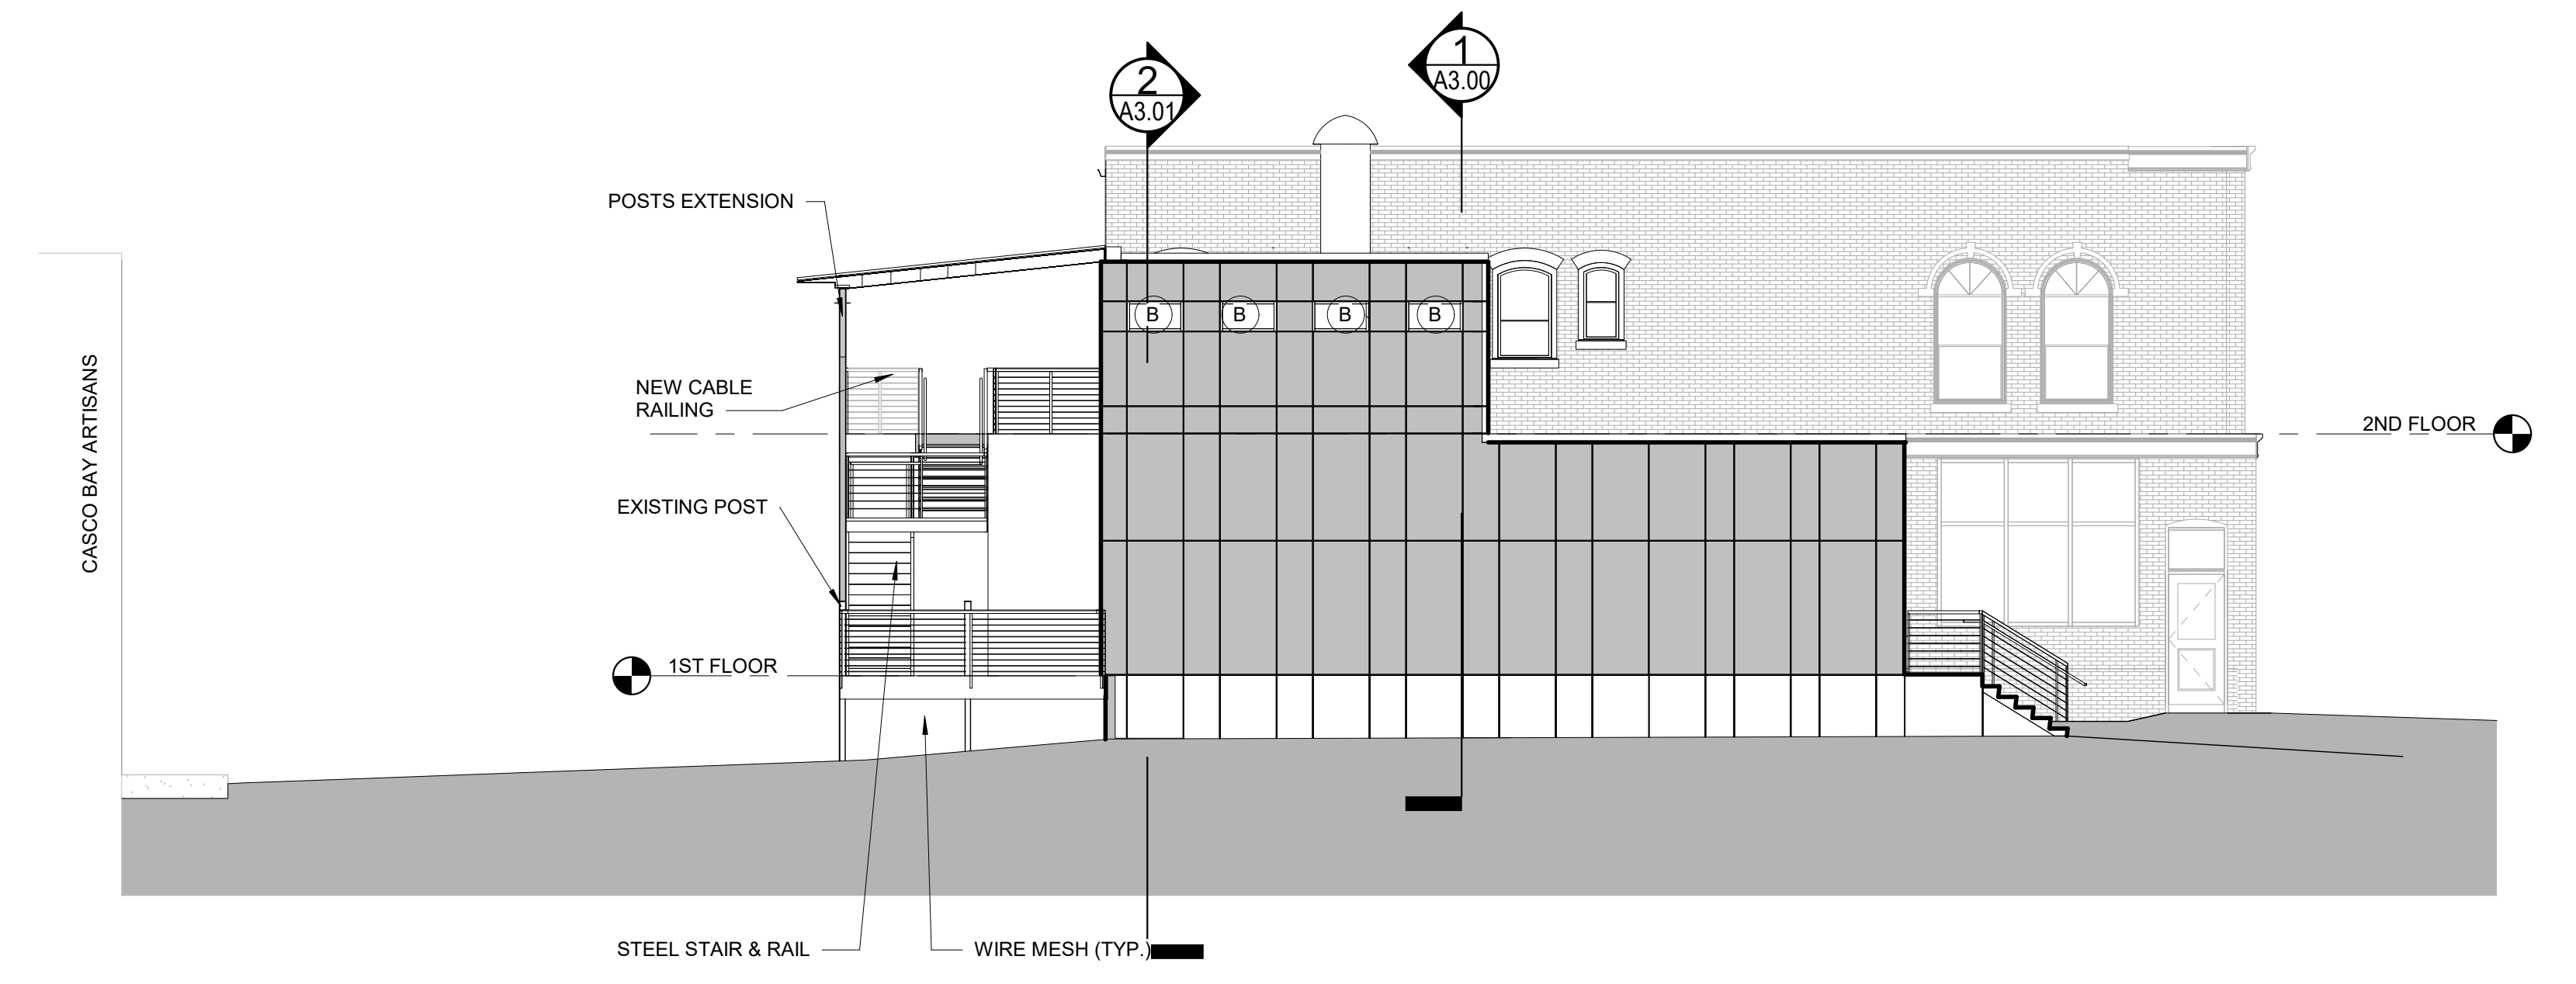 1
A3.00
2
A3.01
POSTS EXTENSION
B
B
B
B
NEW CABLE
RAILING
2ND FLOOR
CASCO BAY ARTISANS
EXISTING POST
1ST FLOOR
STEEL STAIR & RAIL
WIRE MESH (TYP.)